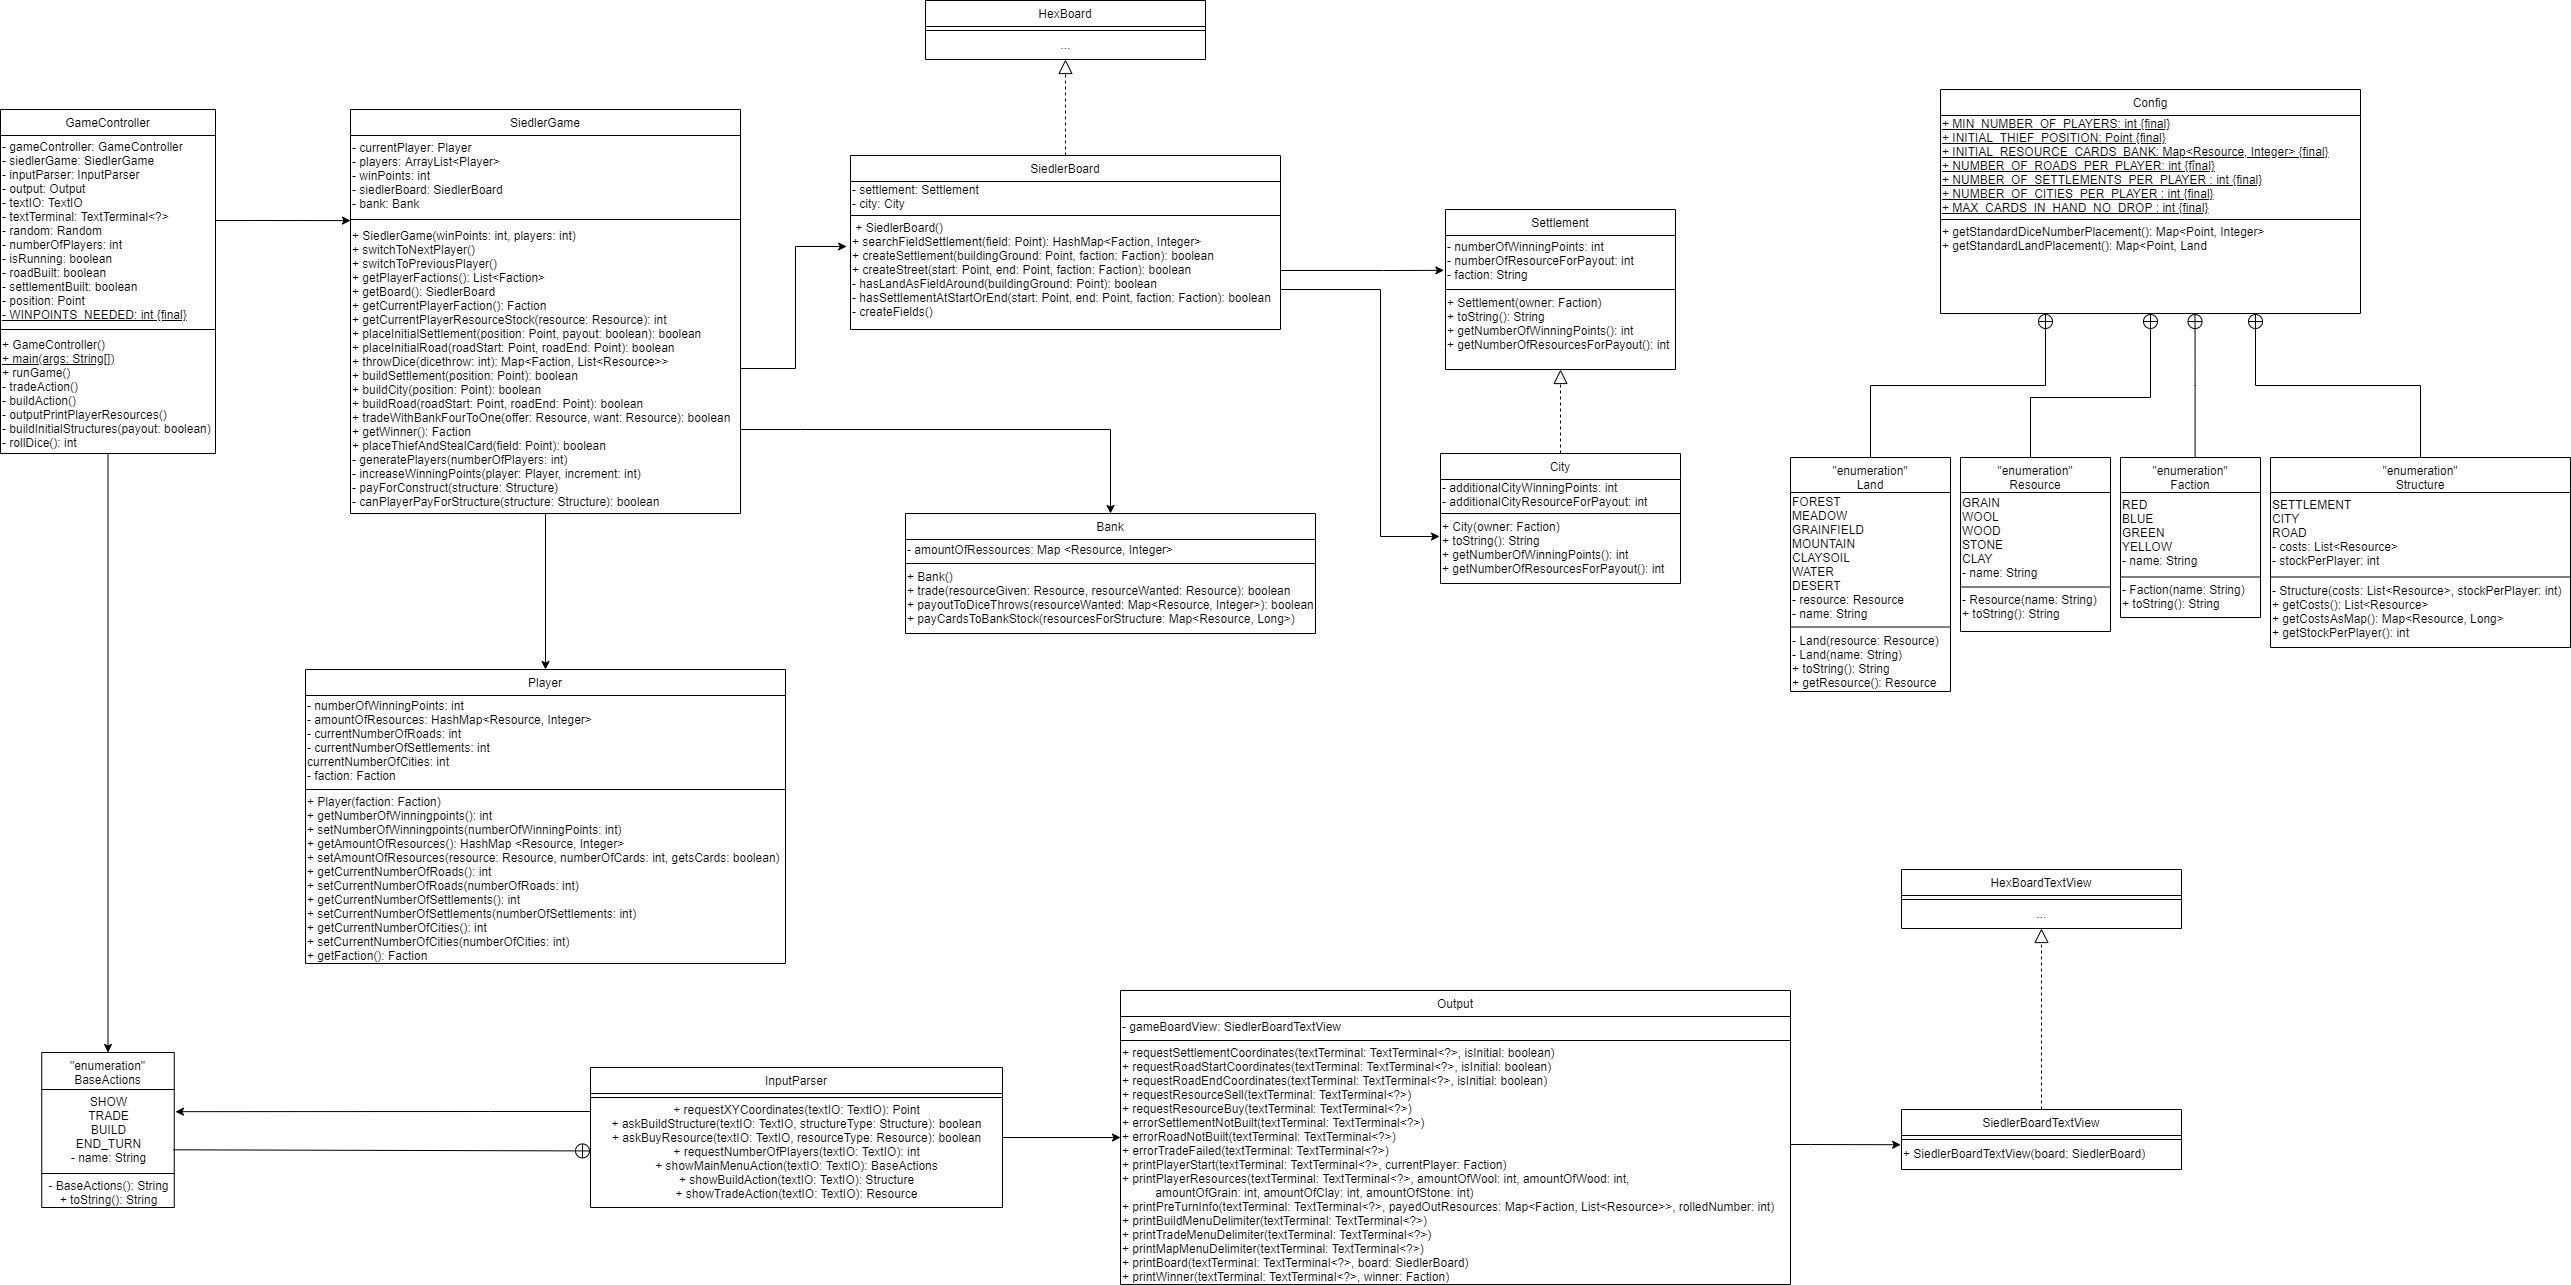 HexBoard
...
GameController
- gameController: GameController
- siedlerGame: SiedlerGame
- inputParser: InputParser
- output: Output
- textIO: TextIO
- textTerminal: TextTerminal<?>
- random: Random
- numberOfPlayers: int
- isRunning: boolean
- roadBuilt: boolean
- settlementBuilt: boolean
- position: Point
- WINPOINTS_NEEDED: int {final}
+ GameController()
+ main(args: String[])
+ runGame()
- tradeAction()
- buildAction()
- outputPrintPlayerResources()
- buildInitialStructures(payout: boolean)
- rollDice(): int
SiedlerGame
- currentPlayer: Player
- players: ArrayList<Player>
- winPoints: int
- siedlerBoard: SiedlerBoard
- bank: Bank
+ SiedlerGame(winPoints: int, players: int)
+ switchToNextPlayer()
+ switchToPreviousPlayer()
+ getPlayerFactions(): List<Faction>
+ getBoard(): SiedlerBoard
+ getCurrentPlayerFaction(): Faction
+ getCurrentPlayerResourceStock(resource: Resource): int
+ placeInitialSettlement(position: Point, payout: boolean): boolean
+ placeInitialRoad(roadStart: Point, roadEnd: Point): boolean
+ throwDice(dicethrow: int): Map<Faction, List<Resource>>
+ buildSettlement(position: Point): boolean
+ buildCity(position: Point): boolean
+ buildRoad(roadStart: Point, roadEnd: Point): boolean
+ tradeWithBankFourToOne(offer: Resource, want: Resource): boolean
+ getWinner(): Faction
+ placeThiefAndStealCard(field: Point): boolean
- generatePlayers(numberOfPlayers: int)
- increaseWinningPoints(player: Player, increment: int)
- payForConstruct(structure: Structure)
- canPlayerPayForStructure(structure: Structure): boolean
SiedlerBoard
- settlement: Settlement
- city: City
+ SiedlerBoard()
+ searchFieldSettlement(field: Point): HashMap<Faction, Integer>
+ createSettlement(buildingGround: Point, faction: Faction): boolean
+ createStreet(start: Point, end: Point, faction: Faction): boolean
- hasLandAsFieldAround(buildingGround: Point): boolean
- hasSettlementAtStartOrEnd(start: Point, end: Point, faction: Faction): boolean
- createFields()
Settlement
- numberOfWinningPoints: int
- numberOfResourceForPayout: int
- faction: String
+ Settlement(owner: Faction)
+ toString(): String
+ getNumberOfWinningPoints(): int
+ getNumberOfResourcesForPayout(): int
City
- additionalCityWinningPoints: int
- additionalCityResourceForPayout: int
+ City(owner: Faction)
+ toString(): String
+ getNumberOfWinningPoints(): int
+ getNumberOfResourcesForPayout(): int
Bank
- amountOfRessources: Map <Resource, Integer>
+ Bank()
+ trade(resourceGiven: Resource, resourceWanted: Resource): boolean
+ payoutToDiceThrows(resourceWanted: Map<Resource, Integer>): boolean
+ payCardsToBankStock(resourcesForStructure: Map<Resource, Long>)
Config
+ MIN_NUMBER_OF_PLAYERS: int {final}
+ INITIAL_THIEF_POSITION: Point {final}
+ INITIAL_RESOURCE_CARDS_BANK: Map<Resource, Integer> {final}
+ NUMBER_OF_ROADS_PER_PLAYER: int {final}
+ NUMBER_OF_SETTLEMENTS_PER_PLAYER : int {final}
+ NUMBER_OF_CITIES_PER_PLAYER : int {final}
+ MAX_CARDS_IN_HAND_NO_DROP : int {final}
+ getStandardDiceNumberPlacement(): Map<Point, Integer>
+ getStandardLandPlacement(): Map<Point, Land
"enumeration"
Land
FOREST
MEADOW
GRAINFIELD
MOUNTAIN
CLAYSOIL
WATER
DESERT
- resource: Resource
- name: String
- Land(resource: Resource)
- Land(name: String)
+ toString(): String
+ getResource(): Resource
"enumeration"
Resource
GRAIN
WOOL
WOOD
STONE
CLAY
- name: String
- Resource(name: String)
+ toString(): String
"enumeration"
Faction
RED
BLUE
GREEN
YELLOW
- name: String
- Faction(name: String)
+ toString(): String
"enumeration"
Structure
SETTLEMENT
CITY
ROAD
- costs: List<Resource>
- stockPerPlayer: int
- Structure(costs: List<Resource>, stockPerPlayer: int)
+ getCosts(): List<Resource>
+ getCostsAsMap(): Map<Resource, Long>
+ getStockPerPlayer(): int
Player
- numberOfWinningPoints: int
- amountOfResources: HashMap<Resource, Integer>
- currentNumberOfRoads: int
- currentNumberOfSettlements: int
currentNumberOfCities: int
- faction: Faction
+ Player(faction: Faction)
+ getNumberOfWinningpoints(): int
+ setNumberOfWinningpoints(numberOfWinningPoints: int)
+ getAmountOfResources(): HashMap <Resource, Integer>
+ setAmountOfResources(resource: Resource, numberOfCards: int, getsCards: boolean)
+ getCurrentNumberOfRoads(): int
+ setCurrentNumberOfRoads(numberOfRoads: int)
+ getCurrentNumberOfSettlements(): int
+ setCurrentNumberOfSettlements(numberOfSettlements: int)
+ getCurrentNumberOfCities(): int
+ setCurrentNumberOfCities(numberOfCities: int)
+ getFaction(): Faction
"enumeration"
BaseActions
SHOW
TRADE
BUILD
END_TURN
- name: String
- BaseActions(): String
+ toString(): String
InputParser
+ requestXYCoordinates(textIO: TextIO): Point
+ askBuildStructure(textIO: TextIO, structureType: Structure): boolean
+ askBuyResource(textIO: TextIO, resourceType: Resource): boolean
+ requestNumberOfPlayers(textIO: TextIO): int
+ showMainMenuAction(textIO: TextIO): BaseActions
+ showBuildAction(textIO: TextIO): Structure
+ showTradeAction(textIO: TextIO): Resource
Output
- gameBoardView: SiedlerBoardTextView
+ requestSettlementCoordinates(textTerminal: TextTerminal<?>, isInitial: boolean)
+ requestRoadStartCoordinates(textTerminal: TextTerminal<?>, isInitial: boolean)
+ requestRoadEndCoordinates(textTerminal: TextTerminal<?>, isInitial: boolean)
+ requestResourceSell(textTerminal: TextTerminal<?>)
+ requestResourceBuy(textTerminal: TextTerminal<?>)
+ errorSettlementNotBuilt(textTerminal: TextTerminal<?>)
+ errorRoadNotBuilt(textTerminal: TextTerminal<?>)
+ errorTradeFailed(textTerminal: TextTerminal<?>)
+ printPlayerStart(textTerminal: TextTerminal<?>, currentPlayer: Faction)
+ printPlayerResources(textTerminal: TextTerminal<?>, amountOfWool: int, amountOfWood: int,
amountOfGrain: int, amountOfClay: int, amountOfStone: int)
+ printPreTurnInfo(textTerminal: TextTerminal<?>, payedOutResources: Map<Faction, List<Resource>>, rolledNumber: int)
+ printBuildMenuDelimiter(textTerminal: TextTerminal<?>)
+ printTradeMenuDelimiter(textTerminal: TextTerminal<?>)
+ printMapMenuDelimiter(textTerminal: TextTerminal<?>)
+ printBoard(textTerminal: TextTerminal<?>, board: SiedlerBoard)
+ printWinner(textTerminal: TextTerminal<?>, winner: Faction)
HexBoardTextView
...
SiedlerBoardTextView
+ SiedlerBoardTextView(board: SiedlerBoard)